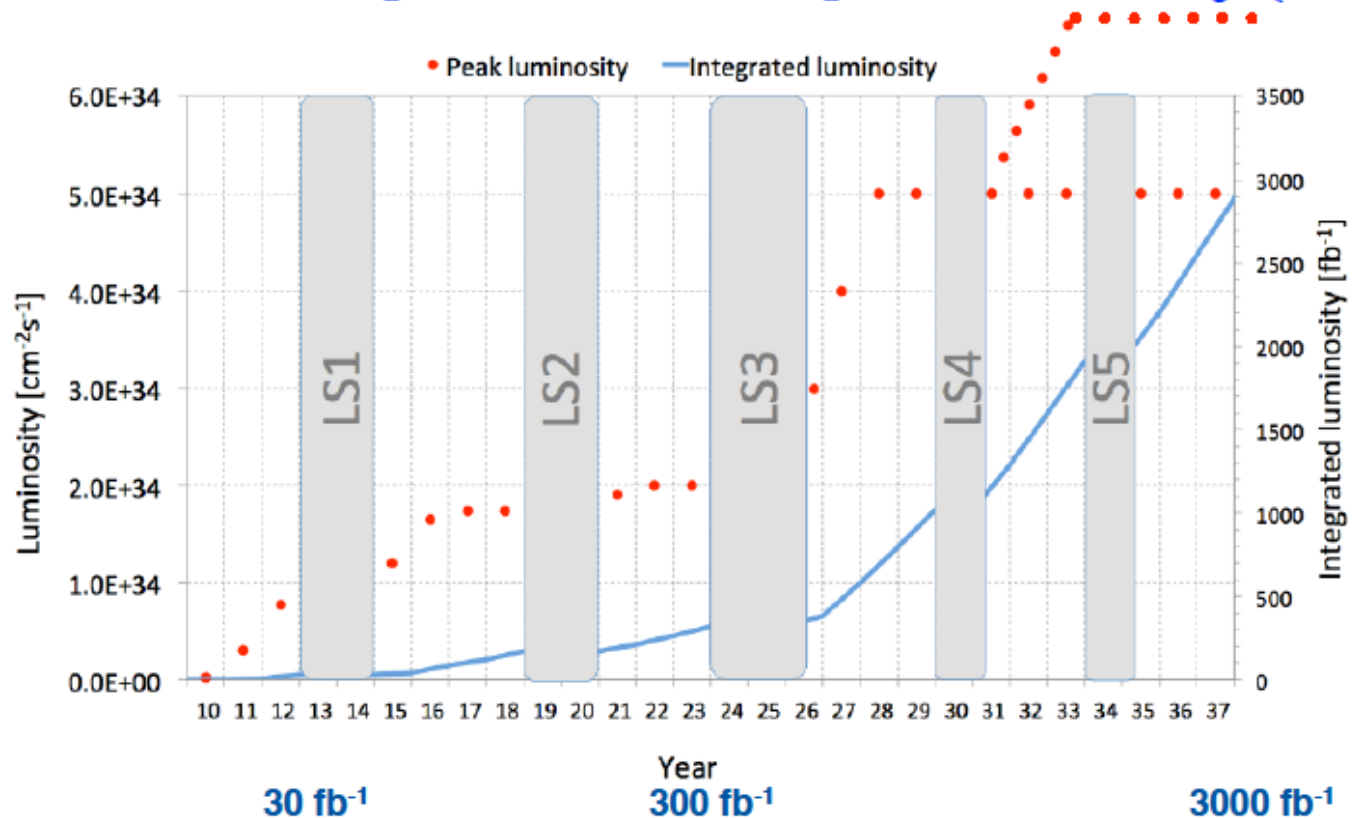 Peak luminosity Integrated luminosity
6.0E+34
5.0E+34
4.0E+34
3.0E+34
2.0E+34
1.0E+34
0.0E+00
Luminosity [cm-2s-1]
LS1
LS2
LS3
LS4
LS5
3500
3000
2500
2000
1500
1000
500
0
Integrated luminosity [fb-1]
10 11 12 13 14 15 16 17 18 19 20 21 22 23 24 25 26 27 28 29 30 31 32 33 34 35 36 37
Year
30 fb-1 300 fb-1 3000 fb-1